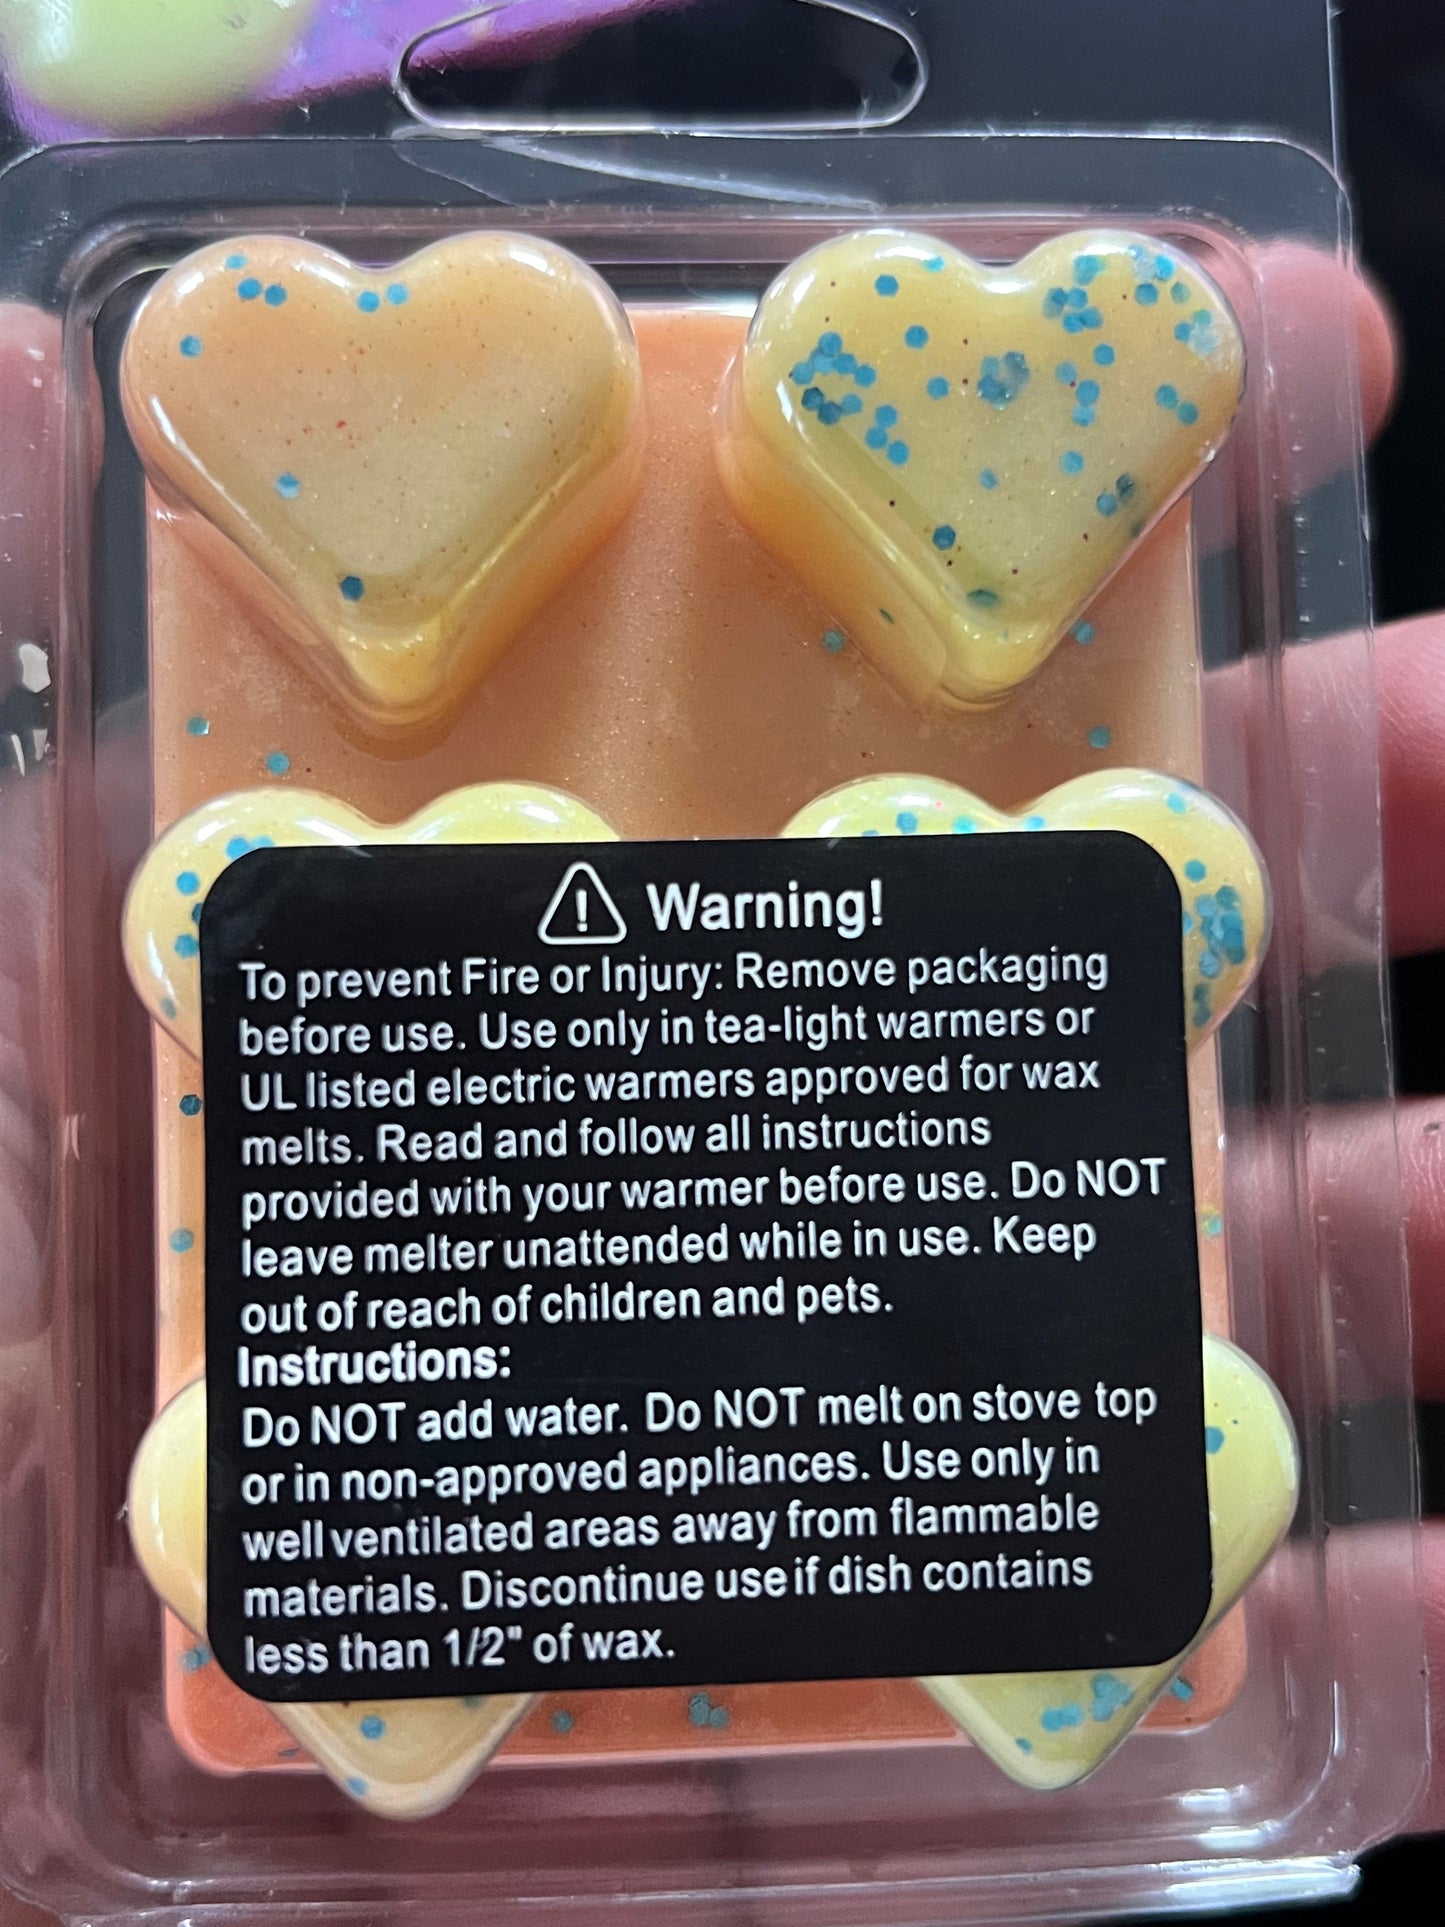 Warning!
To prevent Fire or Injury: Remove packaging
before use. Use only in tea-light warmers or
UL listed electric warmers approved for wax
melts. Read and follow all instructions
provided with your warmer before use. Do NOT
leave melter unattended while in use. Keep
out of reach of children and pets.
Instructions:
Do NOT add water. Do NOT melt on stove top
or in non-approved appliances. Use only in
well ventilated areas away from flammable
materials. Discontinue use if dish contains
less than 1/2" of wax.